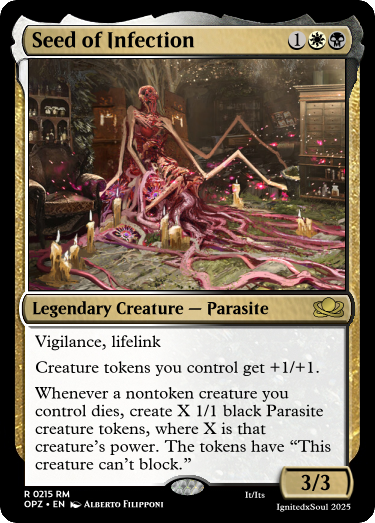 Seed of Infection 1
Legendary Creature — Parasite
Vigilance, lifelink
Creature tokens you control get +1/+1.
Whenever a nontoken creature you
control dies, create X 1/1 black Parasite
creature tokens, where X is that
creature's power. The tokens have “This
creature can't block.”
3/3
R 0215 RM
OPZ • EN Alberto Filipponi It/Its IgnitedxSoul 2025